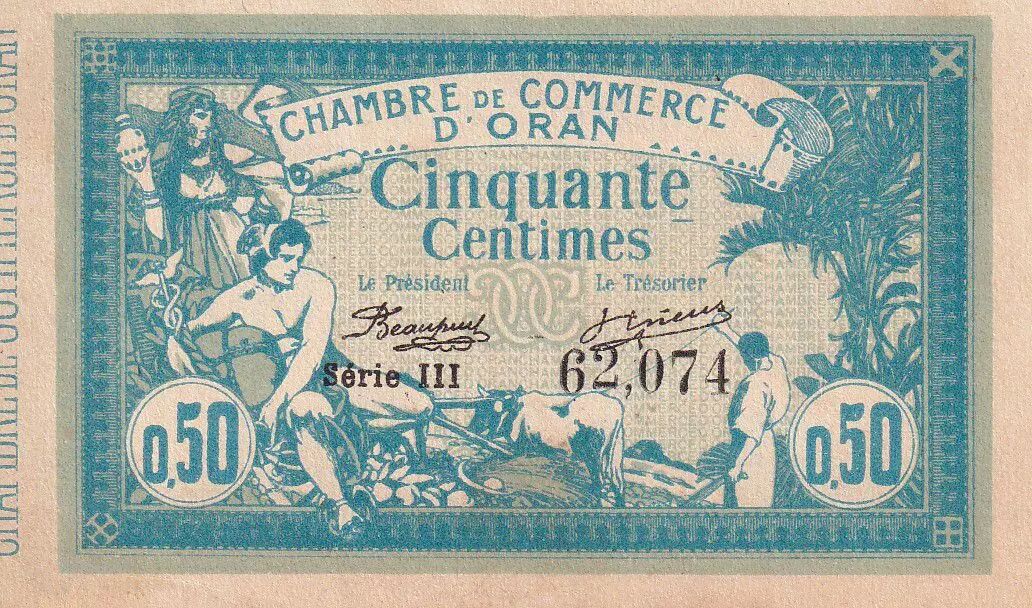 CHAMBRE DE COMMERCE
D'ORAN
Cinquante
Centimes
Le Président
Le Trésorier
Série III
62,074
0,50
0,50